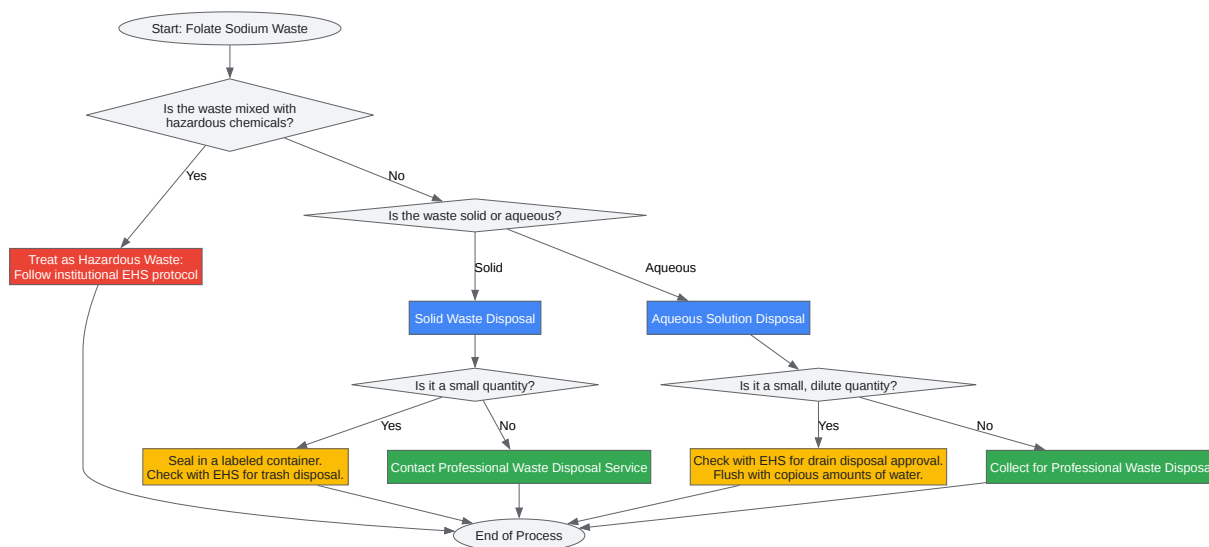 Start: Folate Sodium Waste
Is the waste mixed with
hazardous chemicals?
Yes
No
Is the waste solid or aqueous?
Treat as Hazardous Waste:
Follow institutional EHS protocol
Solid
Aqueous
Solid Waste Disposal
Aqueous Solution Disposal
Is it a small quantity?
Is it a small, dilute quantity?
Yes
No
Yes
No
Seal in a labeled container.
Check with EHS for trash disposal.
Contact Professional Waste Disposal Service
Check with EHS for drain disposal approval.
Flush with copious amounts of water.
Collect for Professional Waste Disposa
End of Process